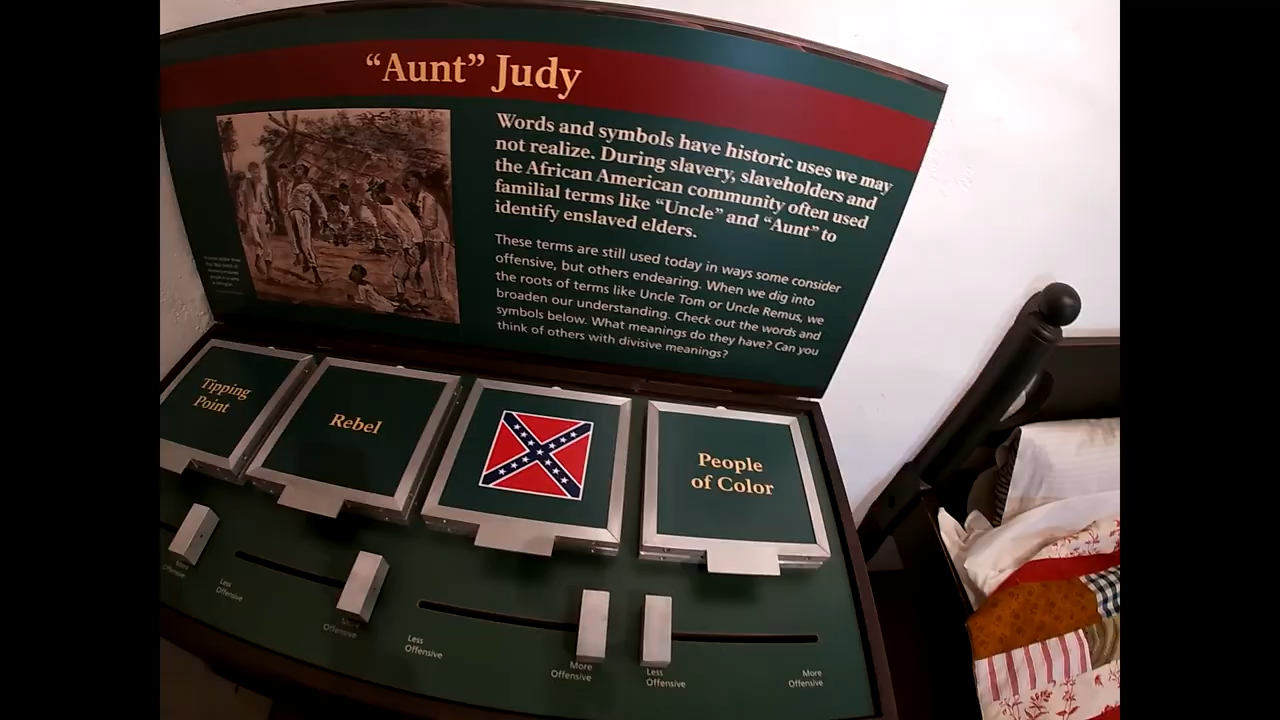 “Aunt” Judy
Words and symbols have historic uses we may
not realize. During slavery, slaveholders and
the African American community often used
familial terms like “Uncle” and “Aunt” to
identify enslaved elders.
These terms are still used today in ways some consider
offensive, but others endearing. When we dig into
the roots of terms like Uncle Tom or Uncle Remus, we
broaden our understanding. Check out the words and
symbols below. What meanings do they have? Can you
think of others with divisive meanings?
Tipping
Point
Rebel
People
of Color
More
Offensive
Less
Offensive
More
Offensive
Less
Offensive
More
Offensive
Less
Offensive
More
Offensive